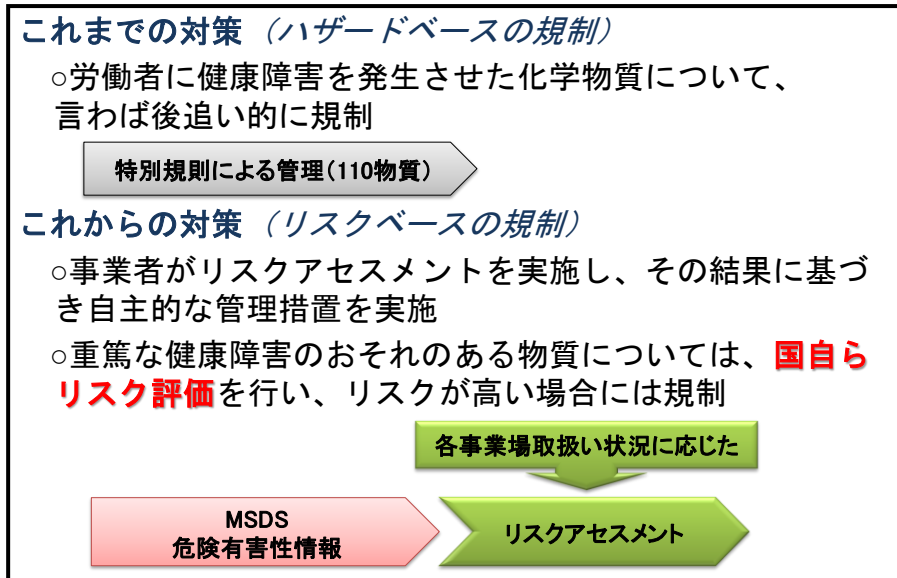 これまでの対策（ハザードベースの規制）
○労働者に健康障害を発生させた化学物質について、
言わば後追い的に規制
特別規則による管理（110物質）
これからの対策（リスクベースの規制）
○事業者がリスクアセスメントを実施し、その結果に基づ
き自主的な管理措置を実施
○重篤な健康障害のおそれのある物質については、国自ら
リスク評価を行い、リスクが高い場合には規制
各事業場取扱い状況に応じた
MSDS
危険有害性情報
リスクアセスメント